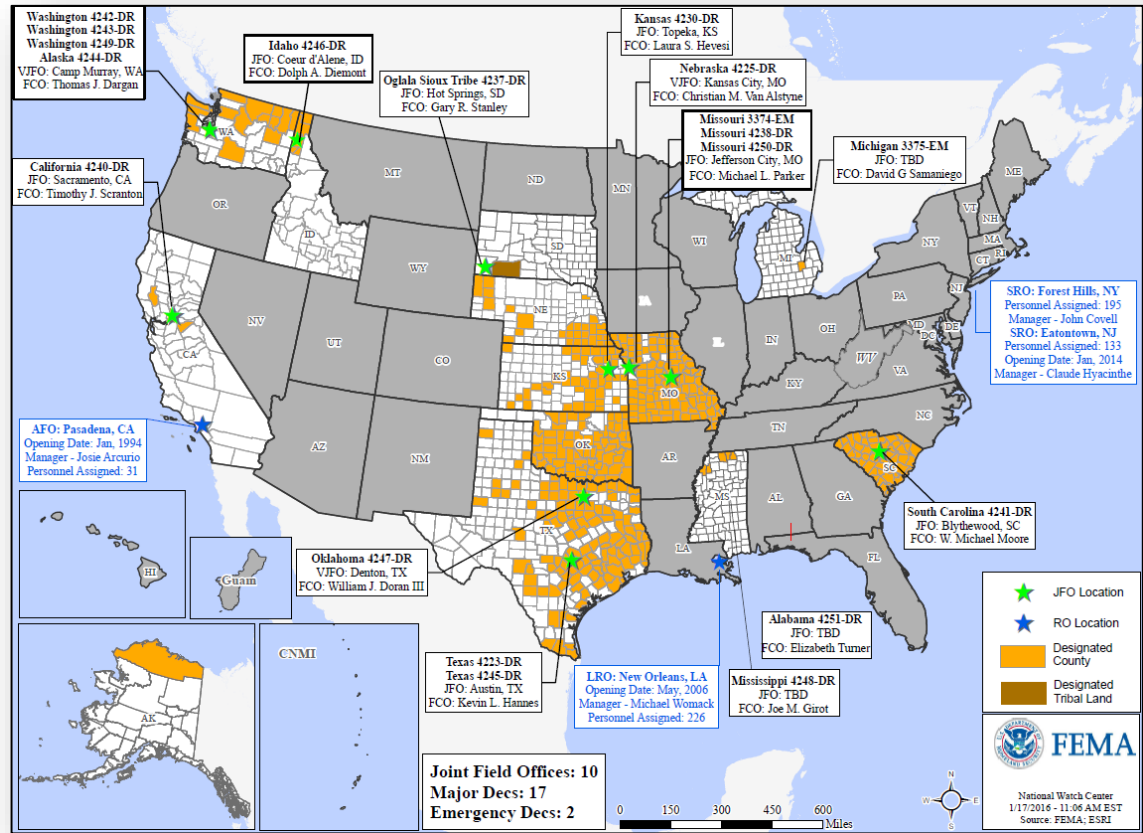 Washington 4242-DR
Washington 4243-DR
Washington 4249-DR
Alaska 4244-DR
VJFO: Camp Murray, WA
FCO: Thomas J. Dargan
Idaho 4246-DR
JFO: Coeur d'Alene, ID
FCO: Dolph A. Diemont
Oglala Sioux Tribe 4237-DR
JFO: Hot Springs, SD
FCO: Gary R. Stanley
Kansas 4230-DR
JFO: Topeka, KS
FCO: Laura S. Hevesi
Nebraska 4225-DR
VJFO: Kansas City, MO
FCO: Christian M. Van Alstyne
Missouri 3374-EM
Missouri 4238-DR
Missouri 4250-DR
JFO: Jefferson City, MO
FCO: Michael L. Parker
Michigan 3375-EM
JFO: TBD
FCO: David G Samaniego
California 4240-DR
JFO: Sacramento, CA
FCO: Timothy J. Scranton
WA
MT
ND
MN
ME
OR
ID
WY
SD
WI
MI
VT
NH
NY
MA
CT
RI
NV
UT
CO
NE
IA
IL
IN
OH
PA
NJ
MD
DE
DC
WV
VA
CA
KS
MO
KY
AZ
NM
OK
AR
TN
NC
SC
TX
LA
MS
AL
GA
FL
SRO: Forest Hills, NY
Personnel Assigned: 195
Manager - John Covell
SRO: Eatontown, NJ
Personnel Assigned: 133
Opening Date: Jan, 2014
Manager - Claude Hyacinthe
AFO: Pasadena, CA
Opening Date: Jan, 1994
Manager - Josie Arcurio
Personnel Assigned: 31
South Carolina 4241-DR
JFO: Blythewood, SC
FCO: W. Michael Moore
Oklahoma 4247-DR
VJFO: Denton, TX
FCO: William J. Doran III
HI
Guam
AK
CNMI
Texas 4223-DR
Texas 4245-DR
JFO: Austin, TX
FCO: Kevin L. Hannes
LRO: New Orleans, LA
Opening Date: May, 2006
Manager - Michael Womack
Personnel Assigned: 226
Alabama 4251-DR
JFO: TBD
FCO: Elizabeth Turner
Mississippi 4248-DR
JFO: TBD
FCO: Joe M. Girot
JFO Location
RO Location
Designated
County
Designated
Tribal Land
Joint Field Offices: 10
Major Decs: 17
Emergency Decs: 2
0 150 300 450 600
Miles
N
W E
S
FEMA
National Watch Center
1/17/2016 - 11:06 AM EST
Source: FEMA; ESRI